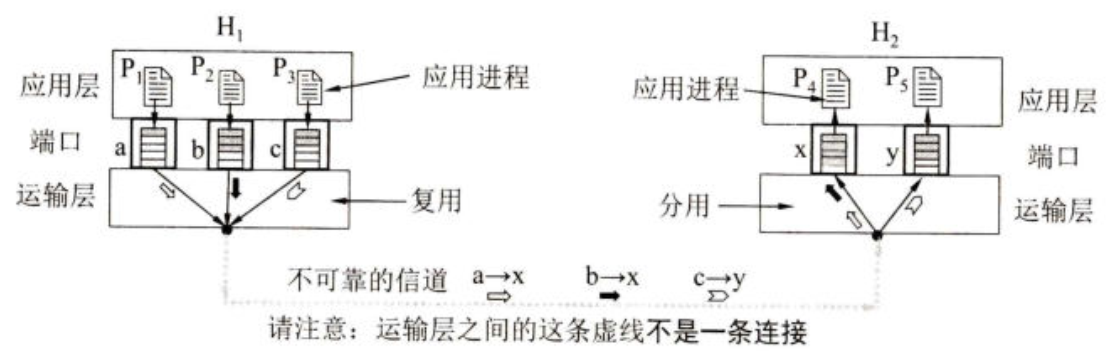 H₁
H₂
应用层
P₁
P₂
P₃
应用进程
应用进程
P₄
P₅
应用层
端口
a
b
c
x
y
端口
运输层
复用
分用
运输层
不可靠的信道 a→x b→x c→y
请注意：运输层之间的这条虚线不是一条连接